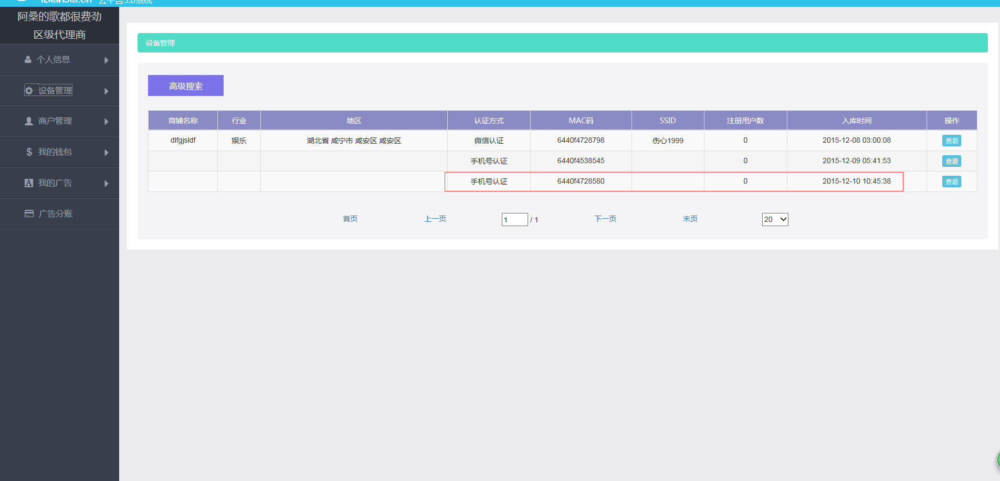 云平台3.0系统
阿桑的歌都很费劲
区级代理商
个人信息
设备管理
商户管理
我的钱包
我的广告
广告分账
设备管理
高级搜索
商铺名称 行业 地区 认证方式 MAC码 SSID 注册用户数 入库时间 操作
dlfgjsldf 娱乐 湖北省 咸宁市 咸安区 咸安区 微信认证 6440f4728798 伤心1999 0 2015-12-08 03:00:08 查看
手机号认证 6440f4538545 0 2015-12-09 05:41:53 查看
手机号认证 6440f4728580 0 2015-12-10 10:45:38 查看
首页 上一页 1 / 1 下一页 末页 20